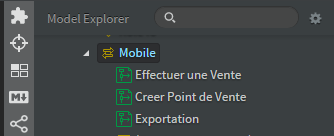 Model Explorer
Mobile
Effectuer une Vente
Creer Point de Vente
Exportation